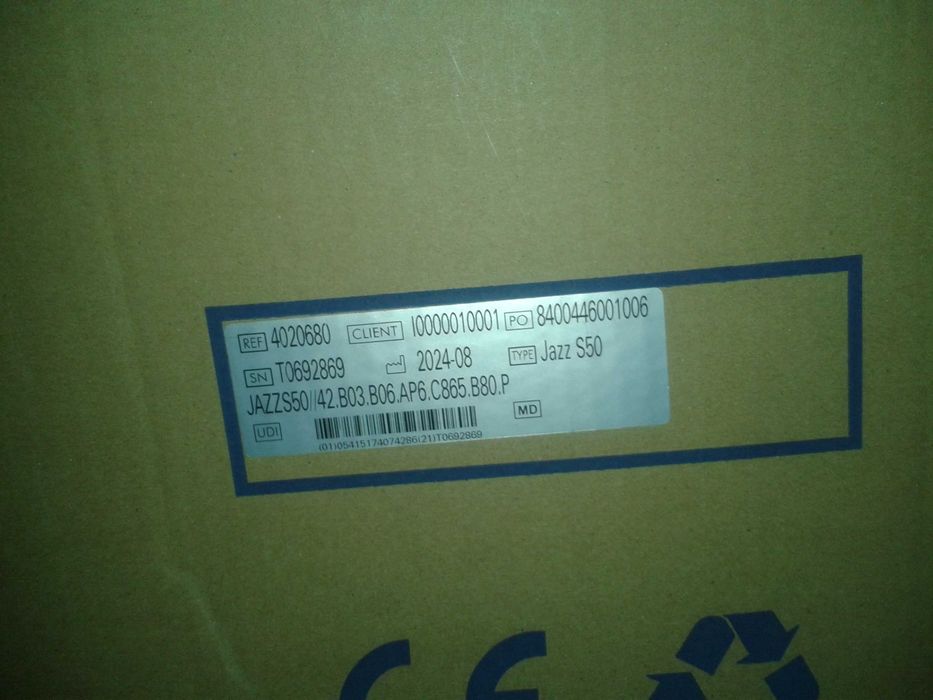 REF 4020680 CLIENT I0000010001 PO 8400446001006
SN T0692869 2024-08 TYPE Jazz S50
JAZZS50//42.B03.B06.AP6.C865.B80.P
UDI MD
(01)05415174074286(21)T0692869
CE